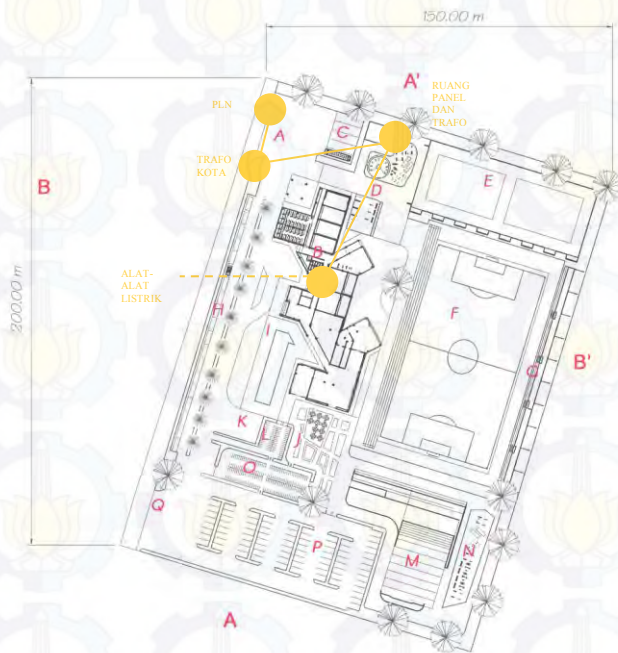 150.00 m
A'
RUANG
PANEL
DAN
TRAFO
PLN
A
C
TRAFO
KOTA
E
B
D
B
ALAT-
ALAT
LISTRIK
200.00 m
H
I
F
G
B'
K
L
J
O
Q
P
M
N
A